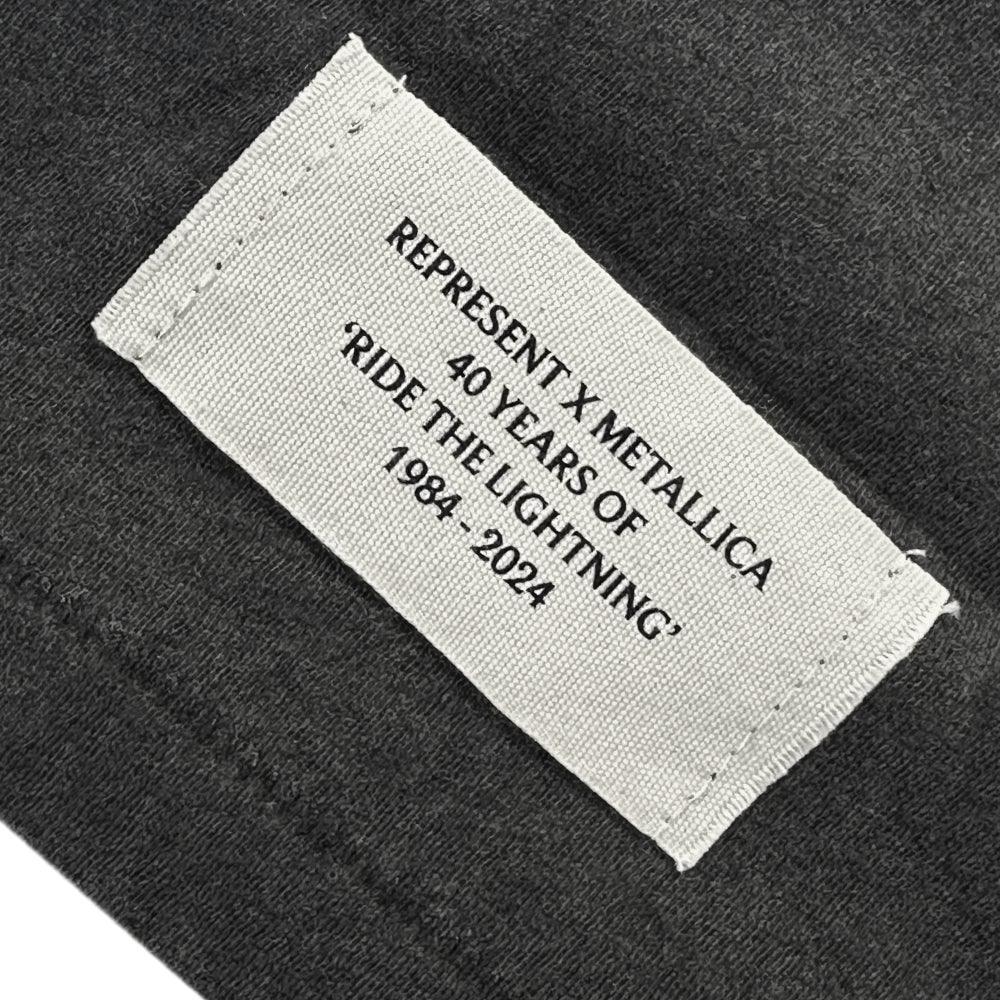 REPRESENT X METALLICA
40 YEARS OF
‘RIDE THE LIGHTNING’
1984 - 2024